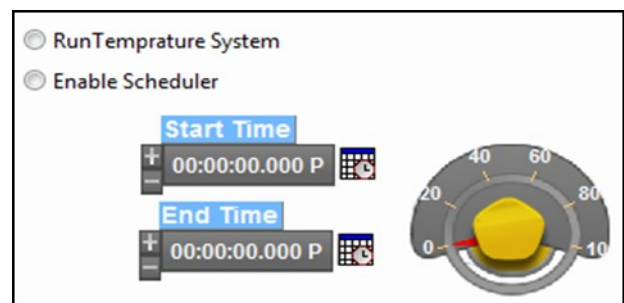 RunTemprature System
Enable Scheduler
Start Time
+
00:00:00.000 P
−
End Time
+
00:00:00.000 P
−
0
20
40
60
80
10